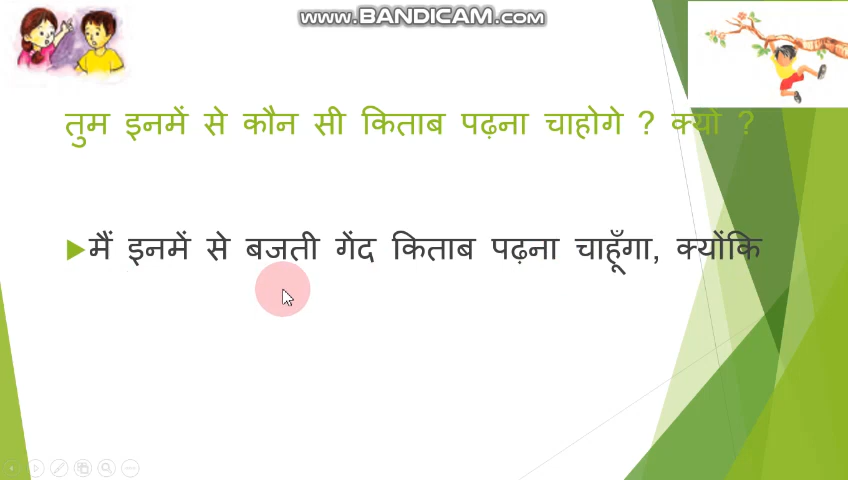 www.BANDICAM.com
तुम इनमें से कौन सी किताब पढ़ना चाहोगे ? क्यों ?
मैं इनमें से बजती गेंद किताब पढ़ना चाहूँगा, क्योंकि